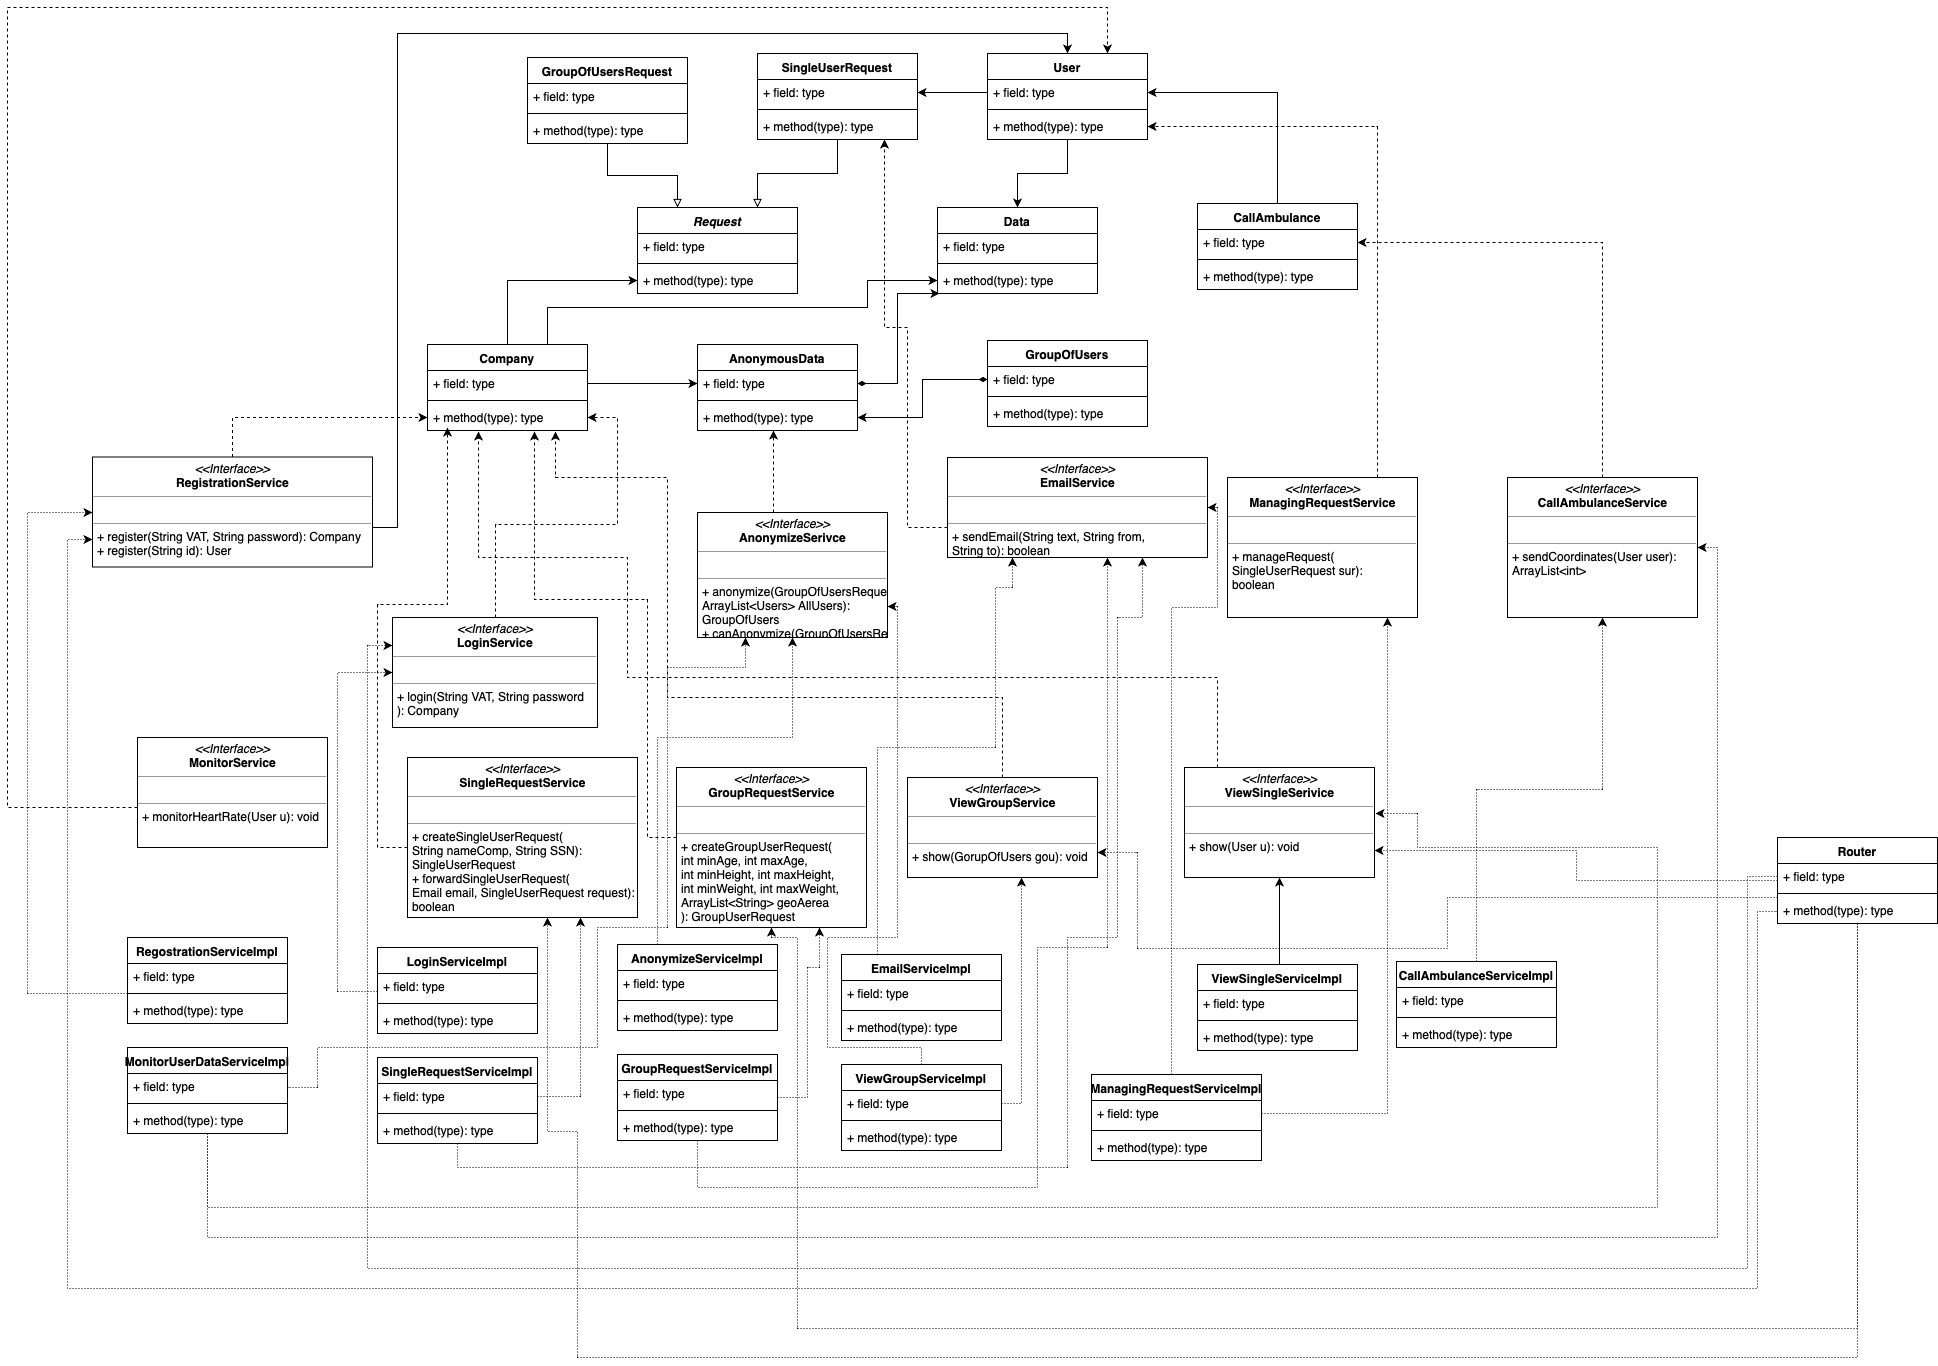 GroupOfUsersRequest
+ field: type
+ method(type): type
SingleUserRequest
+ field: type
+ method(type): type
User
+ field: type
+ method(type): type
Request
+ field: type
+ method(type): type
Data
+ field: type
+ method(type): type
CallAmbulance
+ field: type
+ method(type): type
Company
+ field: type
+ method(type): type
AnonymousData
+ field: type
+ method(type): type
GroupOfUsers
+ field: type
+ method(type): type
<<Interface>>
RegistrationService
+ register(String VAT, String password): Company
+ register(String id): User
<<Interface>>
AnonymizeSerivce
+ anonymize(GroupOfUsersReque
ArrayList<Users> AllUsers):
GroupOfUsers
+ canAnonymize(GroupOfUsersRe
<<Interface>>
EmailService
+ sendEmail(String text, String from,
String to): boolean
<<Interface>>
ManagingRequestService
+ manageRequest(
SingleUserRequest sur):
boolean
<<Interface>>
CallAmbulanceService
+ sendCoordinates(User user):
ArrayList<int>
<<Interface>>
LoginService
+ login(String VAT, String password
): Company
<<Interface>>
MonitorService
+ monitorHeartRate(User u): void
<<Interface>>
SingleRequestService
+ createSingleUserRequest(
String nameComp, String SSN):
SingleUserRequest
+ forwardSingleUserRequest(
Email email, SingleUserRequest request):
boolean
<<Interface>>
GroupRequestService
+ createGroupUserRequest(
int minAge, int maxAge,
int minHeight, int maxHeight,
int minWeight, int maxWeight,
ArrayList<String> geoAerea
): GroupUserRequest
<<Interface>>
ViewGroupService
+ show(GorupOfUsers gou): void
<<Interface>>
ViewSingleSerivice
+ show(User u): void
Router
+ field: type
+ method(type): type
RegostrationServiceImpl
+ field: type
+ method(type): type
LoginServiceImpl
+ field: type
+ method(type): type
AnonymizeServiceImpl
+ field: type
+ method(type): type
EmailServiceImpl
+ field: type
+ method(type): type
ViewSingleServiceImpl
+ field: type
+ method(type): type
CallAmbulanceServiceImpl
+ field: type
+ method(type): type
MonitorUserDataServiceImpl
+ field: type
+ method(type): type
SingleRequestServiceImpl
+ field: type
+ method(type): type
GroupRequestServiceImpl
+ field: type
+ method(type): type
ViewGroupServiceImpl
+ field: type
+ method(type): type
ManagingRequestServiceImpl
+ field: type
+ method(type): type